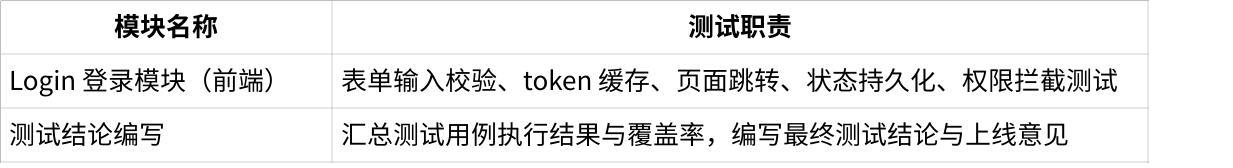 模块名称 测试职责
Login 登录模块（前端） 表单输入校验、token 缓存、页面跳转、状态持久化、权限拦截测试
测试结论编写 汇总测试用例执行结果与覆盖率，编写最终测试结论与上线意见